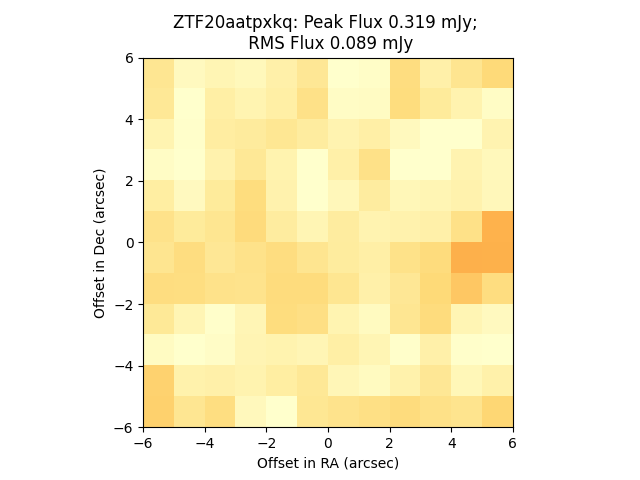 ZTF20aatpxkq: Peak Flux 0.319 mJy;
RMS Flux 0.089 mJy
6
4
2
0
−2
−4
−6
Offset in Dec (arcsec)
−6 −4 −2 0 2 4 6
Offset in RA (arcsec)